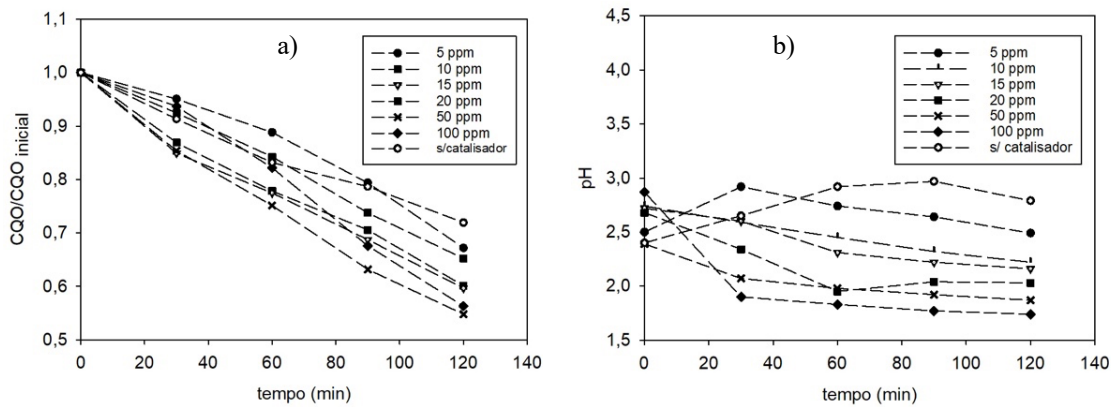 a)
1,1
1,0
0,9
0,8
0,7
0,6
0,5
CQO/CQO inicial
0 20 40 60 80 100 120 140
tempo (min)
5 ppm
10 ppm
15 ppm
20 ppm
50 ppm
100 ppm
s/catalisador
b)
4,5
4,0
3,5
3,0
2,5
2,0
1,5
pH
0 20 40 60 80 100 120 140
tempo (min)
5 ppm
10 ppm
15 ppm
20 ppm
50 ppm
100 ppm
s/ catalisador